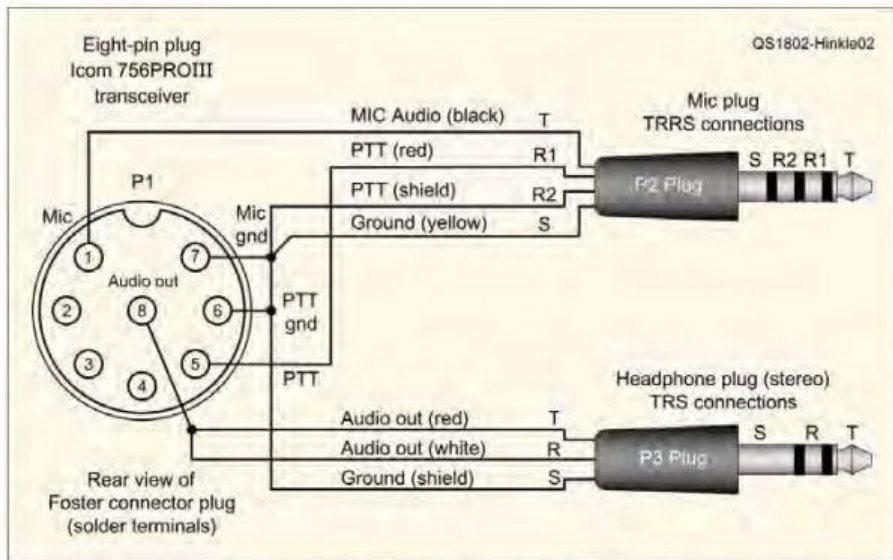 Eight-pin plug
Icom 756PROIII
transceiver
QS1802-Hinkle02
Mic plug
TRRS connections
MIC Audio (black) T
PTT (red) R1
PTT (shield) R2
Ground (yellow) S
P2 Plug
S R2 R1 T
P1
Mic
Mic
gnd
1
7
Audio out
2
8
6
PTT
gnd
3
5
4
PTT
Headphone plug (stereo)
TRS connections
Audio out (red) T
Audio out (white) R
Ground (shield) S
P3 Plug
S R T
Rear view of
Foster connector plug
(solder terminals)